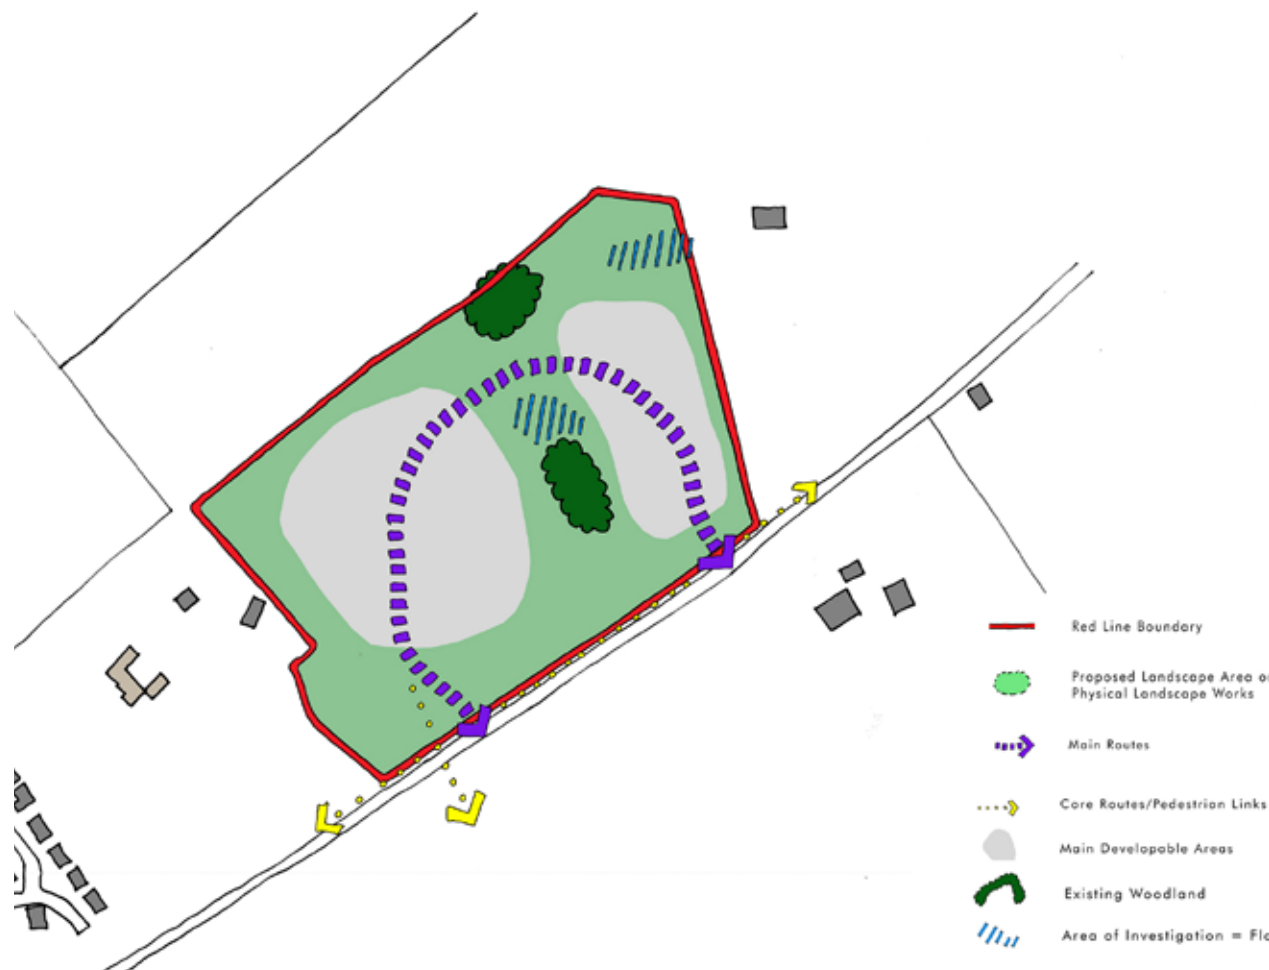 Red Line Boundary
Proposed Landscape Area
Physical Landscape Works
Main Routes
Core Routes/Pedestrian Links
Main Developable Areas
Existing Woodland
Area of Investigation =